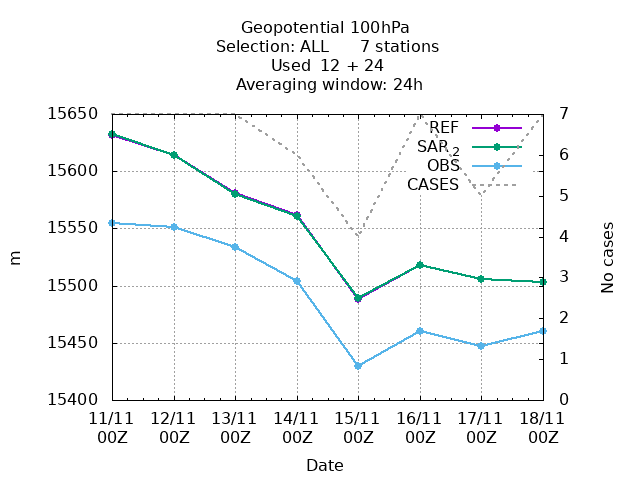 Geopotential 100hPa
Selection: ALL 7 stations
Used 12 + 24
Averaging window: 24h
15650
15600
15550
15500
15450
15400
m
7
6
5
4
3
2
1
0
No cases
REF
SAR2
OBS
CASES
11/11 12/11 13/11 14/11 15/11 16/11 17/11 18/11
00Z 00Z 00Z 00Z 00Z 00Z 00Z 00Z
Date